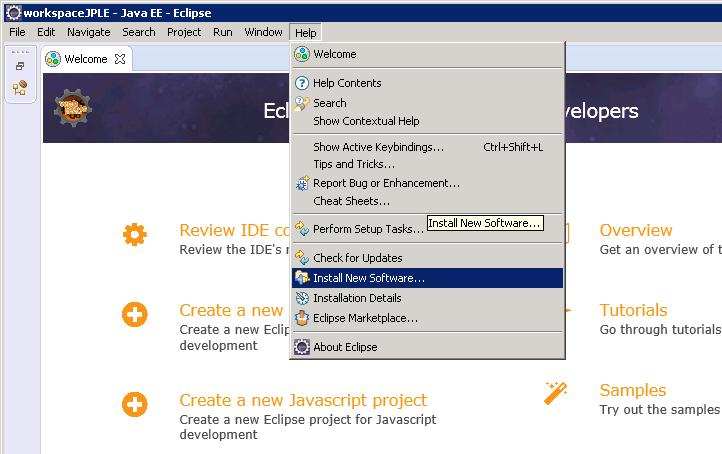 workspaceJPLE - Java EE - Eclipse
File Edit Navigate Search Project Run Window Help
Welcome
Welcome
Help Contents
Search
Show Contextual Help
Show Active Keybindings... Ctrl+Shift+L
Tips and Tricks...
Report Bug or Enhancement...
Cheat Sheets...
Perform Setup Tasks...
Install New Software...
Check for Updates
Install New Software...
Installation Details
Eclipse Marketplace...
About Eclipse
Ecl velopers
Review IDE co
Review the IDE's
Create a new
Create a new Eclip
development
Create a new Javascript project
Create a new Eclipse project for Javascript
development
Overview
Get an overview of t
Tutorials
Go through tutorials
Samples
Try out the samples